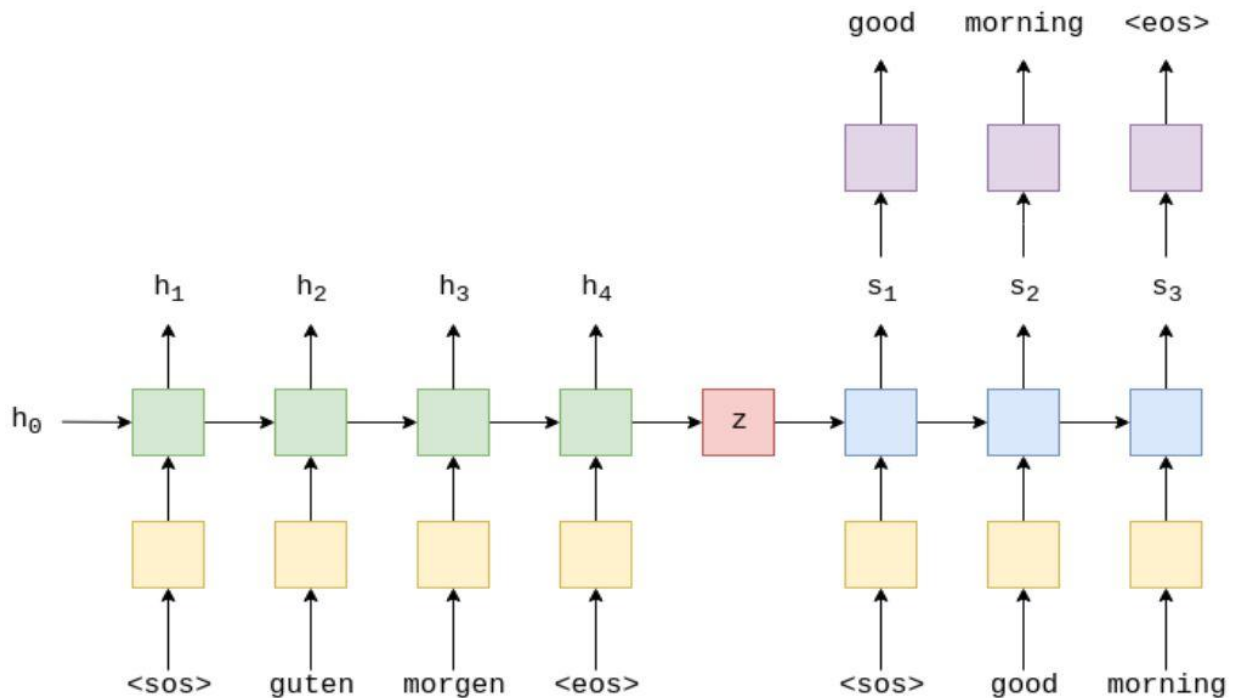 good morning <eos>
h₁ h₂ h₃ h₄ s₁ s₂ s₃
h₀ z
<sos> guten morgen <eos> <sos> good morning